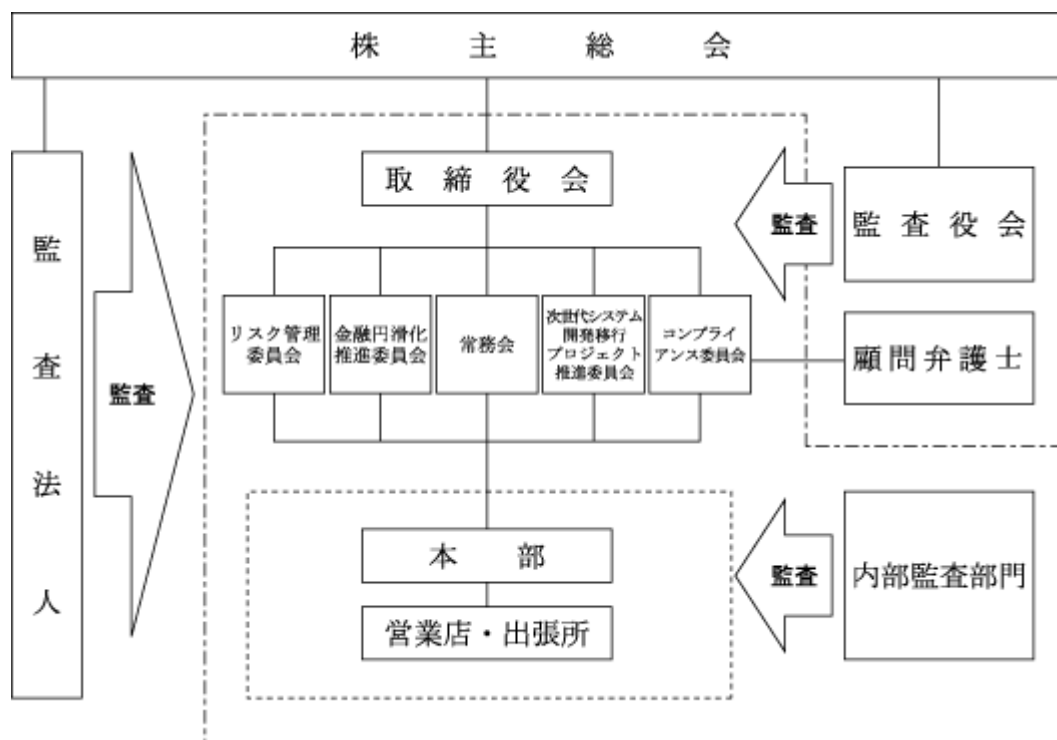 株主総会
監査法人
監査
取締役会
監査
監査役会
リスク管理
委員会
金融円滑化
推進委員会
常務会
次世代システム
開発移行
プロジェクト
推進委員会
コンプライ
アンス委員会
顧問弁護士
本部
営業店・出張所
監査
内部監査部門